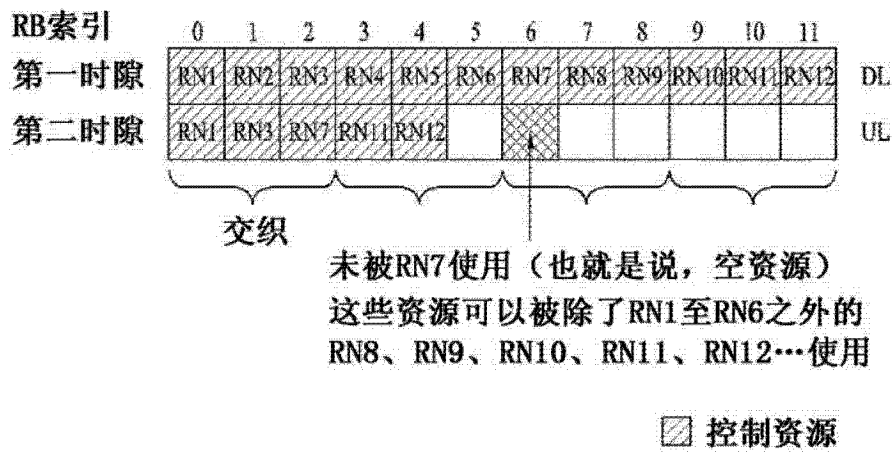 RB索引 0 1 2 3 4 5 6 7 8 9 10 11
第一时隙 RN1 RN2 RN3 RN4 RN5 RN6 RN7 RN8 RN9 RN10 RN11 RN12 DL
第二时隙 RN1 RN3 RN7 RN11 RN12 UL
交织
未被RN7使用（也就是说，空资源）
这些资源可以被除了RN1至RN6之外的
RN8、RN9、RN10、RN11、RN12…使用
控制资源